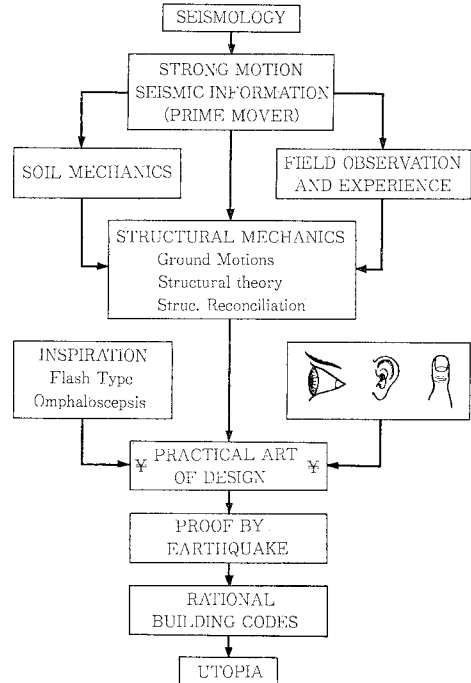 SEISMOLOGY
STRONG MOTION
SEISMIC INFORMATION
(PRIME MOVER)
SOIL MECHANICS
FIELD OBSERVATION
AND EXPERIENCE
STRUCTURAL MECHANICS
Ground Motions
Structural theory
Struc. Reconciliation
INSPIRATION
Flash Type
Omphaloscepsis
¥ PRACTICAL ART ¥
OF DESIGN
PROOF BY
EARTHQUAKE
RATIONAL
BUILDING CODES
UTOPIA